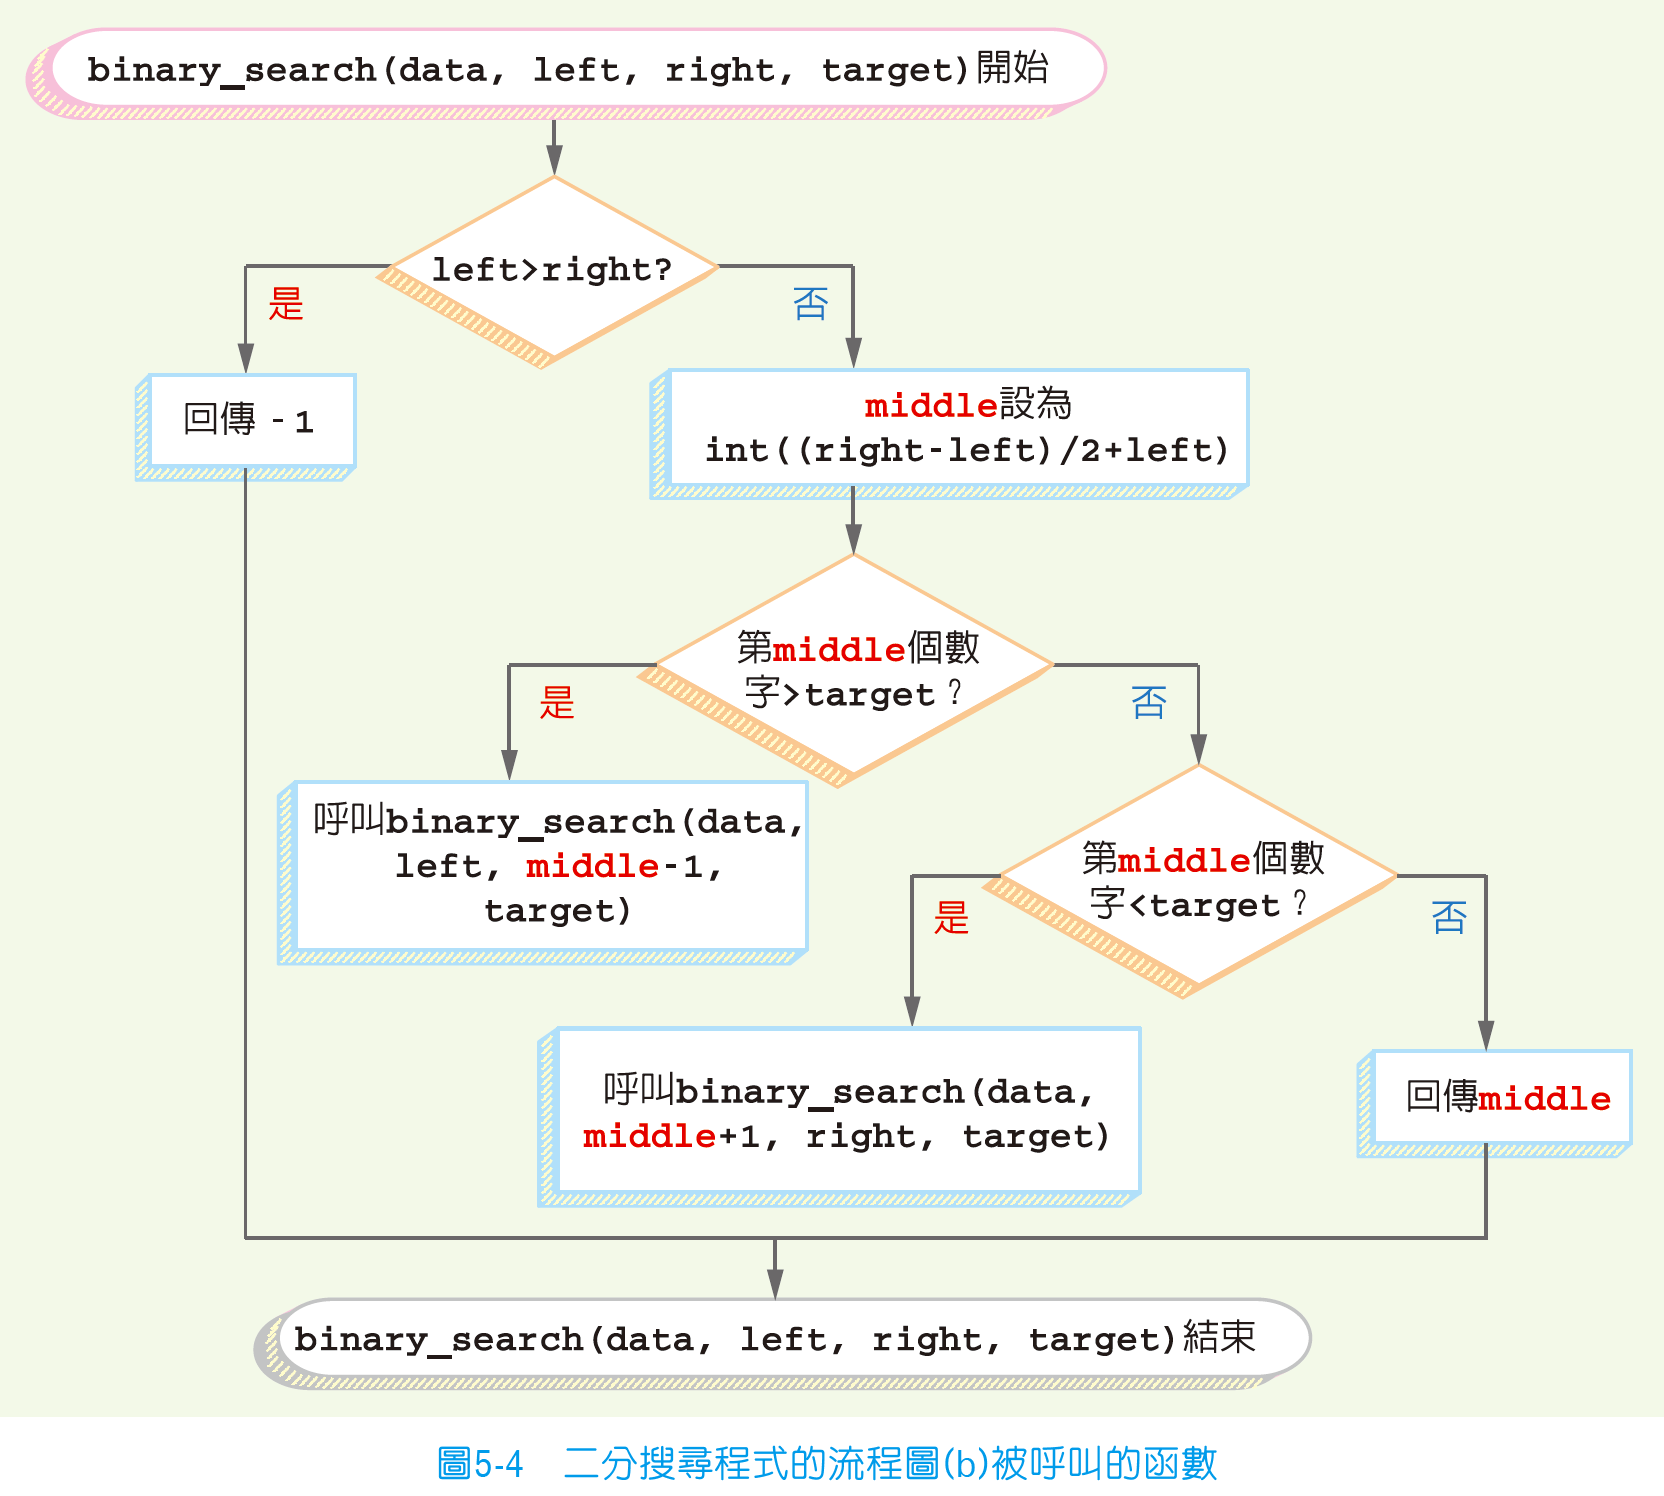 binary_search(data, left, right, target)開始
left>right?
是
否
回傳 -1
middle設為
int((right-left)/2+left)
第middle個數
字>target？
是
否
呼叫binary_search(data,
left, middle-1,
target)
第middle個數
字<target？
是
否
呼叫binary_search(data,
middle+1, right, target)
回傳middle
binary_search(data, left, right, target)結束
圖5-4　二分搜尋程式的流程圖(b)被呼叫的函數